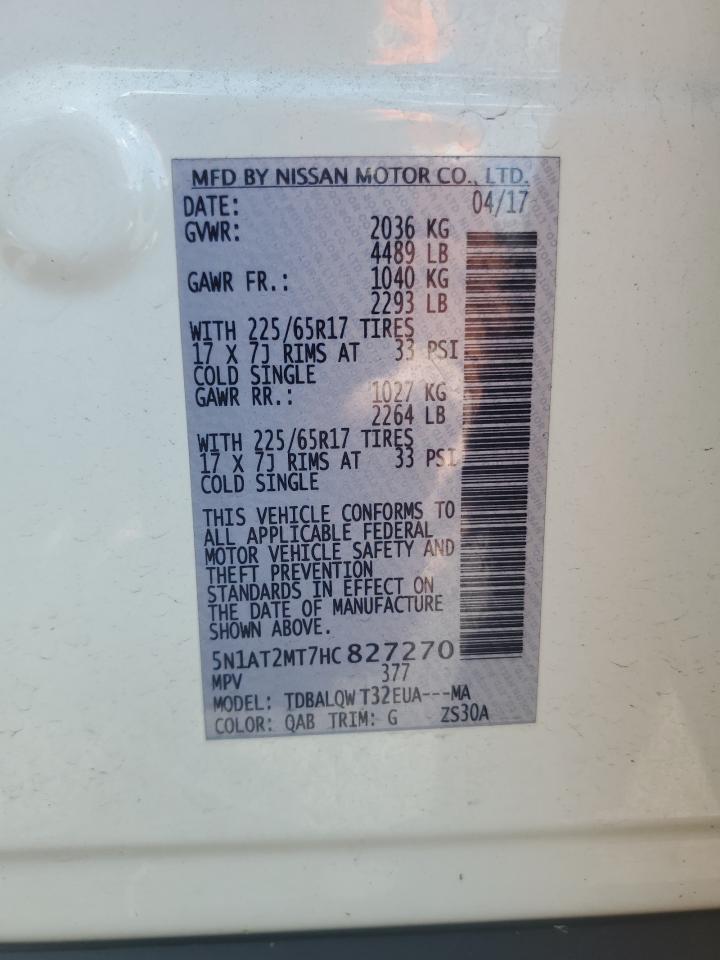 MFD BY NISSAN MOTOR CO., LTD.
DATE: 04/17
GVWR: 2036 KG
4489 LB
GAWR FR.: 1040 KG
2293 LB
WITH 225/65R17 TIRES
17 X 7J RIMS AT 33 PSI
COLD SINGLE
GAWR RR.: 1027 KG
2264 LB
WITH 225/65R17 TIRES
17 X 7J RIMS AT 33 PSI
COLD SINGLE
THIS VEHICLE CONFORMS TO
ALL APPLICABLE FEDERAL
MOTOR VEHICLE SAFETY AND
THEFT PREVENTION
STANDARDS IN EFFECT ON
THE DATE OF MANUFACTURE
SHOWN ABOVE.
5N1AT2MT7HC827270
MPV 377
MODEL: TDBALQWT32EUA---MA
COLOR: QAB TRIM: G ZS30A